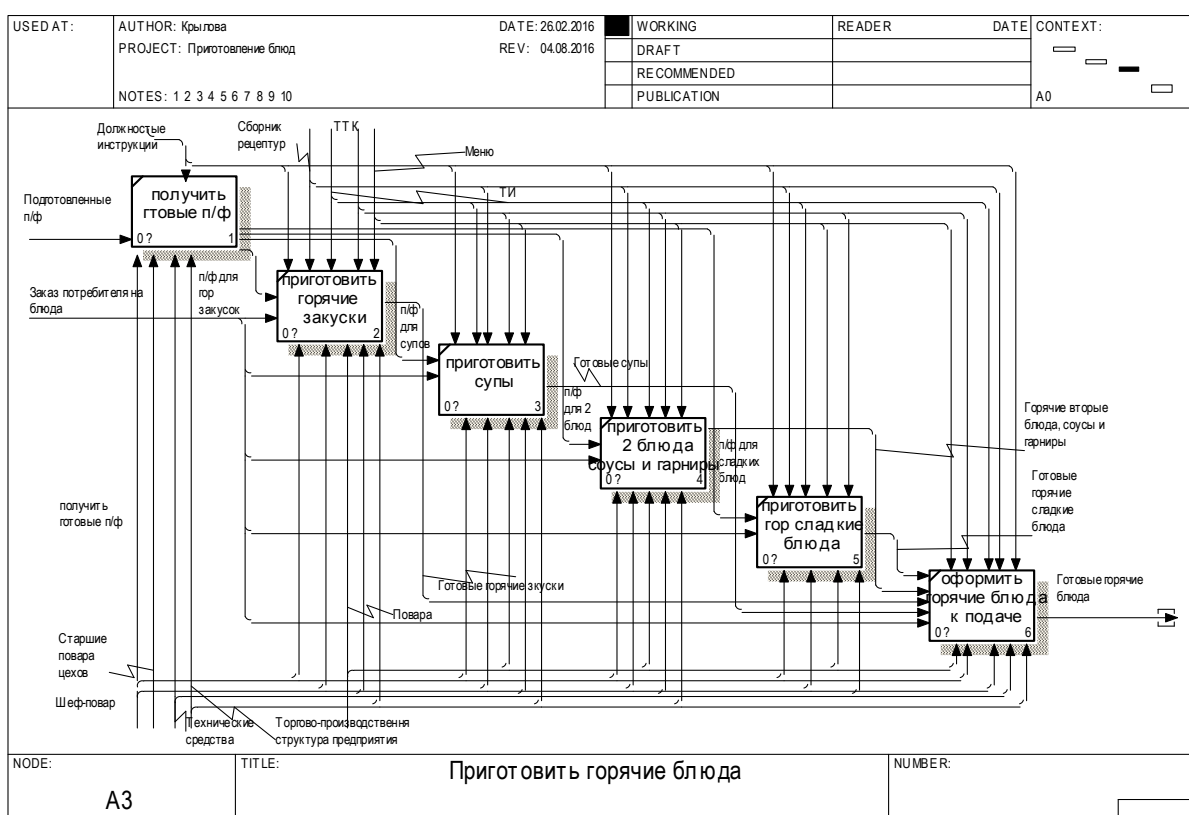 USED AT:
AUTHOR: Крылова
DATE: 26.02.2016
WORKING
READER
DATE
CONTEXT:
PROJECT: Приготовление блюд
REV: 04.08.2016
DRAFT
RECOMMENDED
NOTES: 1 2 3 4 5 6 7 8 9 10
PUBLICATION
A0
Должностые
инструкции
Сборник
рецептур
ТТК
Меню
ТИ
Подготовленные
п/ф
получить
гтовые п/ф
0 ?
1
Заказ потребителя на
блюда
п/ф для
гор
закусок
приготовить
горячие
закуски
0 ?
2
п/ф
для
супов
приготовить
супы
0 ?
3
Готовые супы
п/ф
для 2
блюд
приготовить
2 блюда
соусы и гарниры
0 ?
4
п/ф для
сладких
блюд
Горячие вторые
блюда, соусы и
гарниры
Готовые
горячие
сладкие
блюда
получить
готовые п/ф
приготовить
гор сладкие
блюда
0 ?
5
Готовые горячие зкуски
Повара
оформить
горячие блюда
к подаче
0 ?
6
Готовые горячие
блюда
Старшие
повара
цехов
Шеф-повар
Технические
средства
Торгово-производственн
структура предприятия
NODE:
TITLE:
NUMBER:
Приготовить горячие блюда
A3